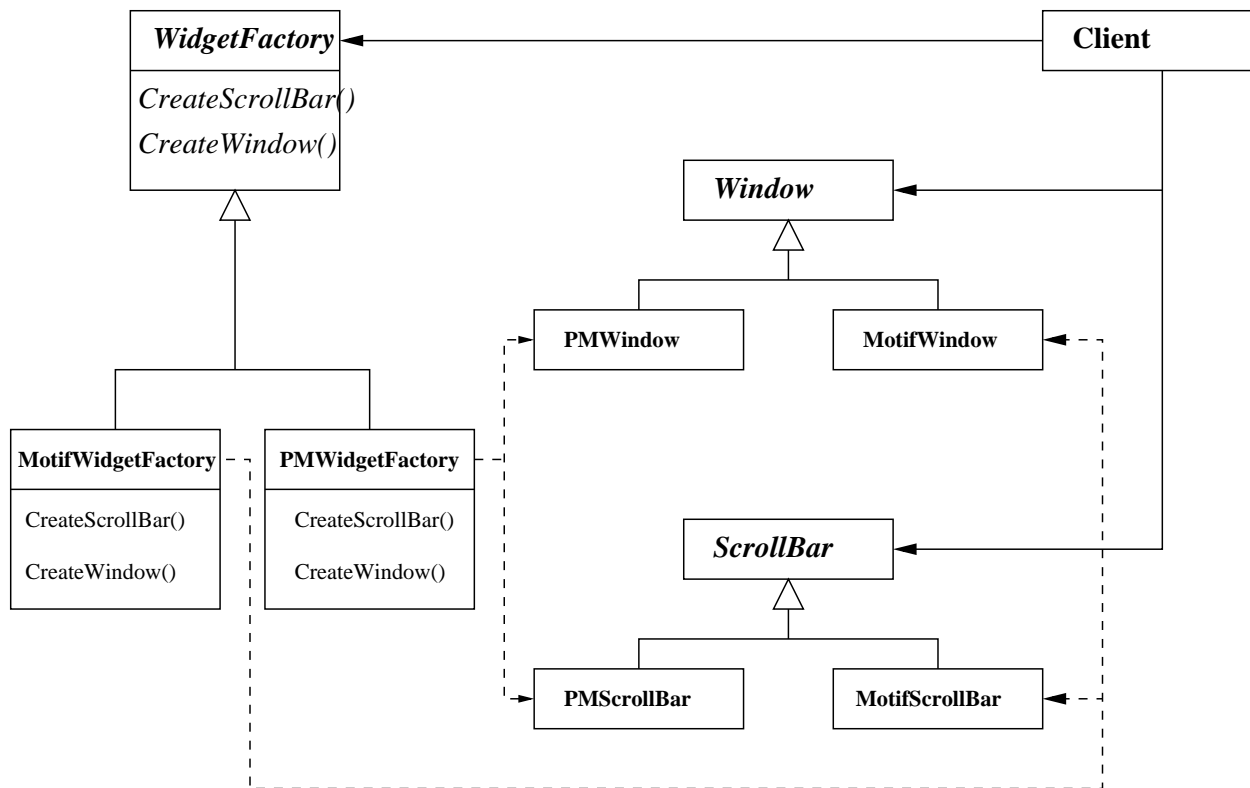 WidgetFactory
Client
CreateScrollBar()
CreateWindow()
Window
PMWindow
MotifWindow
MotifWidgetFactory
PMWidgetFactory
CreateScrollBar()
CreateScrollBar()
ScrollBar
CreateWindow()
CreateWindow()
PMScrollBar
MotifScrollBar